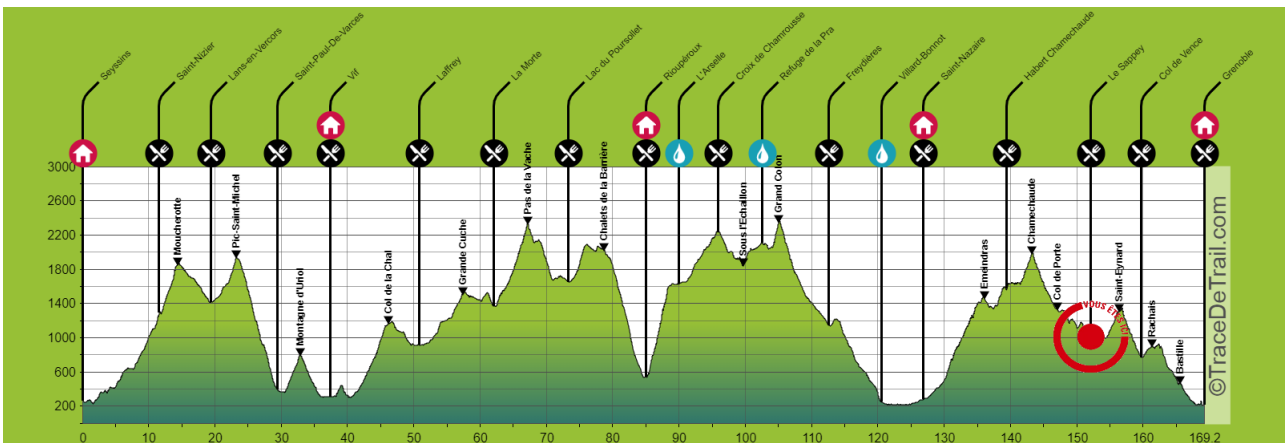 Seyssins
Saint-Nizier
Lans-en-Vercors
Saint-Paul-De-Varces
Vif
Laffrey
La Morte
Lac du Poursollet
Rioupéroux
L'Arselle
Croix de Chamrousse
Refuge de la Pra
Freydières
Villard-Bonnot
Saint-Nazaire
Habert Chamechaude
Le Sappey
Col de Vence
Grenoble
3000
2600
2200
1800
1400
1000
600
200
Moucherotte
Pic-Saint-Michel
Montagne d'Uriol
Col de la Chal
Grande Cuche
Pas de la Vache
Chalets de la Barrière
Sous l'Echaillon
Grand Colon
Emeindras
Chamechaude
Col de Porte
VOUS ÊTES ICI
Saint-Eynard
Rachais
Bastille
©TraceDeTrail.com
0 10 20 30 40 50 60 70 80 90 100 110 120 130 140 150 160 169.2